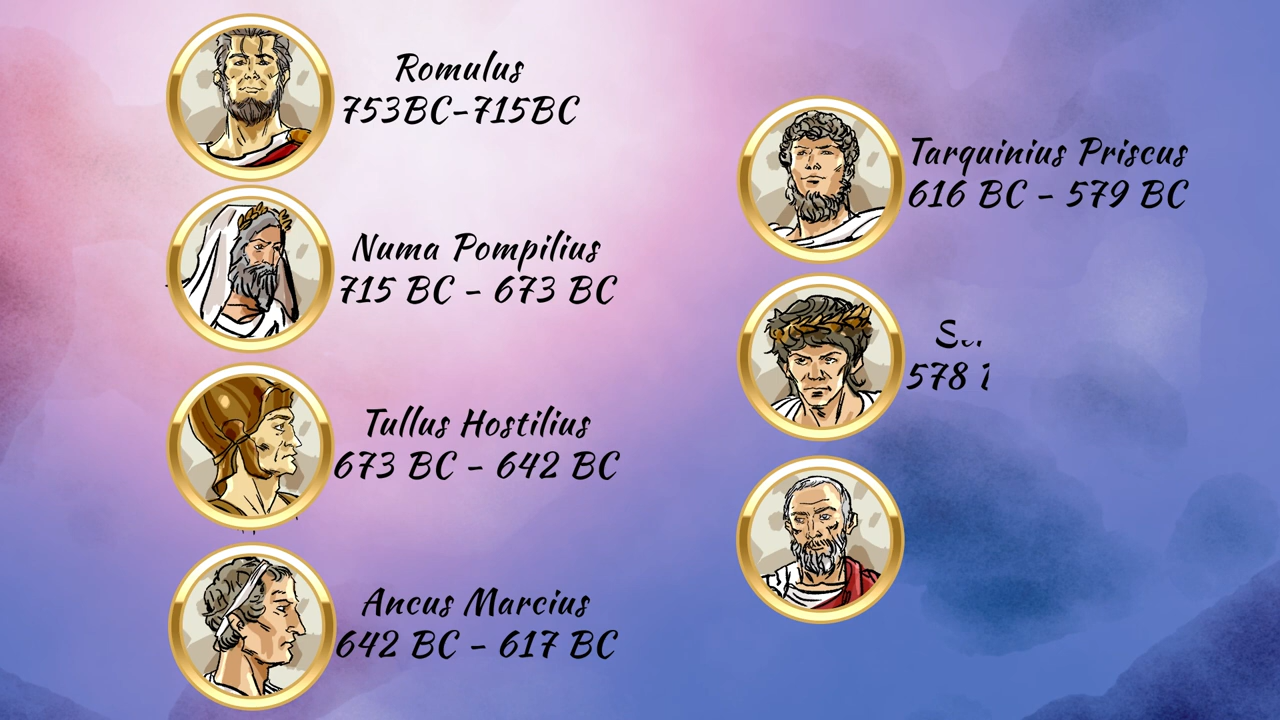 Romulus
753BC-715BC
Numa Pompilius
715 BC - 673 BC
Tullus Hostilius
673 BC - 642 BC
Ancus Marcius
642 BC - 617 BC
Tarquinius Priscus
616 BC - 579 BC
578